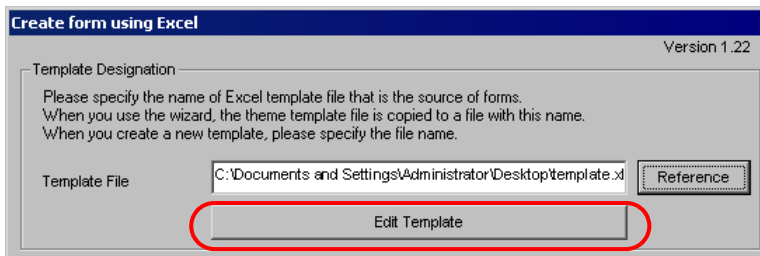 Create form using Excel
Version 1.22
Template Designation
Please specify the name of Excel template file that is the source of forms.
When you use the wizard, the theme template file is copied to a file with this name.
When you create a new template, please specify the file name.
Template File C:\Documents and Settings\Administrator\Desktop\template.xl Reference
Edit Template